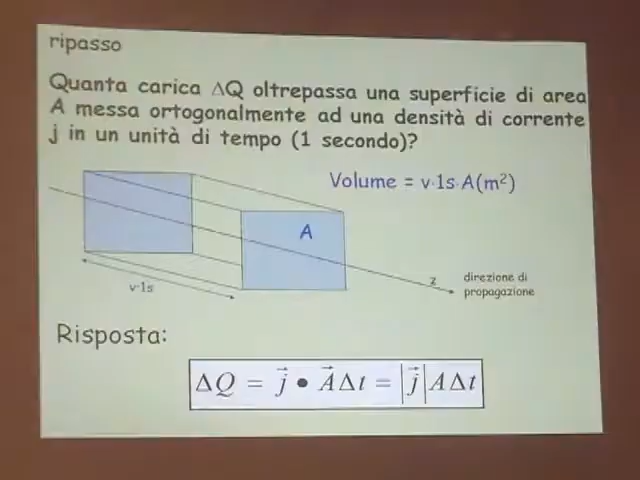 ripasso
Quanta carica ΔQ oltrepassa una superficie di area
A messa ortogonalmente ad una densità di corrente
j in un unità di tempo (1 secondo)?
Volume = v·1s·A(m²)
A
z
direzione di
propagazione
v·1s
Risposta:
ΔQ = j⃗ • A⃗Δt = |j⃗|AΔt